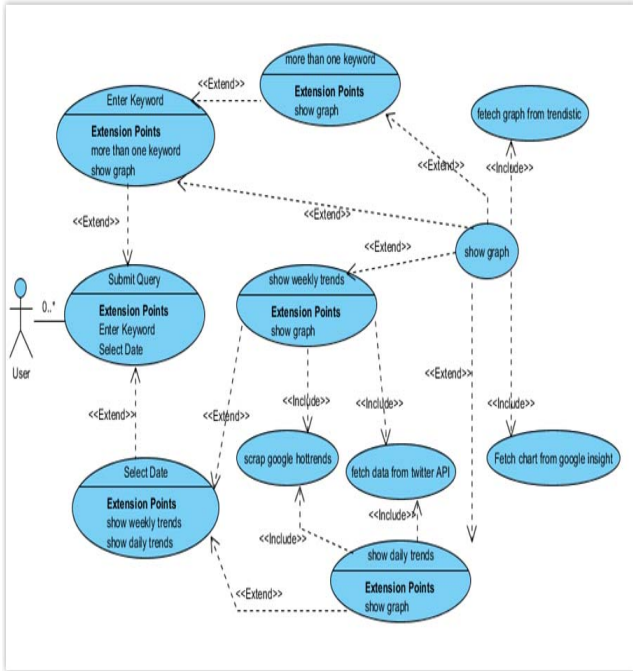 more than one keyword
Extension Points
show graph
<<Extend>>
Enter Keyword
Extension Points
more than one keyword
show graph
fetech graph from trendistic
<<Extend>>
<<Include>>
<<Extend>>
<<Extend>>
<<Extend>>
show graph
Submit Query
Extension Points
Enter Keyword
Select Date
show weekly trends
Extension Points
show graph
0..*
User
<<Extend>>
<<Extend>>
<<Extend>>
<<Include>>
<<Include>>
<<Include>>
scrap google hottrends
fetch data from twitter API
Fetch chart from google insight
Select Date
Extension Points
show weekly trends
show daily trends
<<Include>>
<<Include>>
<<Extend>>
show daily trends
Extension Points
show graph